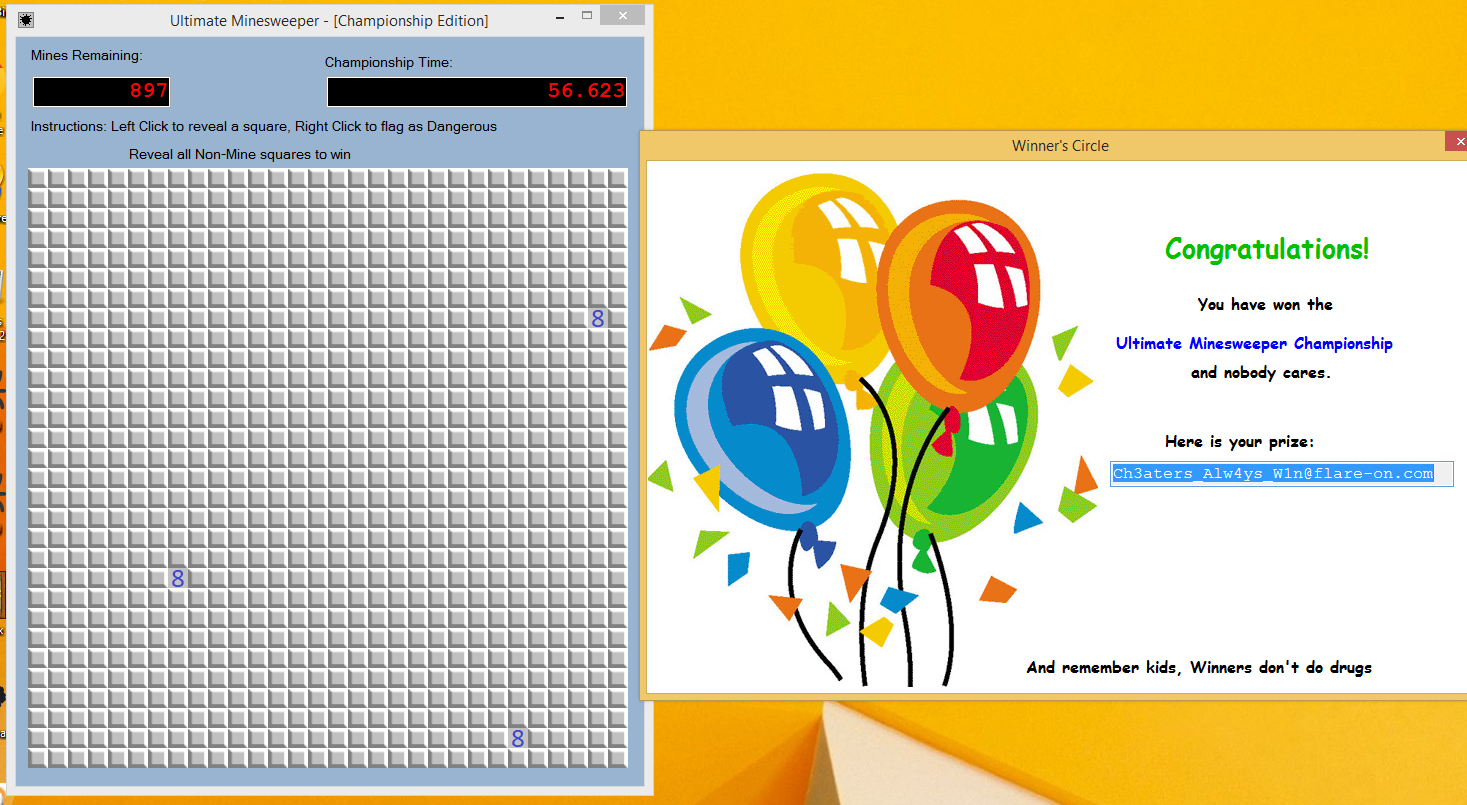 Ultimate Minesweeper - [Championship Edition]
Mines Remaining:
897
Championship Time:
56.623
Instructions: Left Click to reveal a square, Right Click to flag as Dangerous
Reveal all Non-Mine squares to win
8
8
8
Winner's Circle
Congratulations!
You have won the
Ultimate Minesweeper Championship
and nobody cares.
Here is your prize:
Ch3aters_Alw4ys_W1n@flare-on.com
And remember kids, Winners don't do drugs